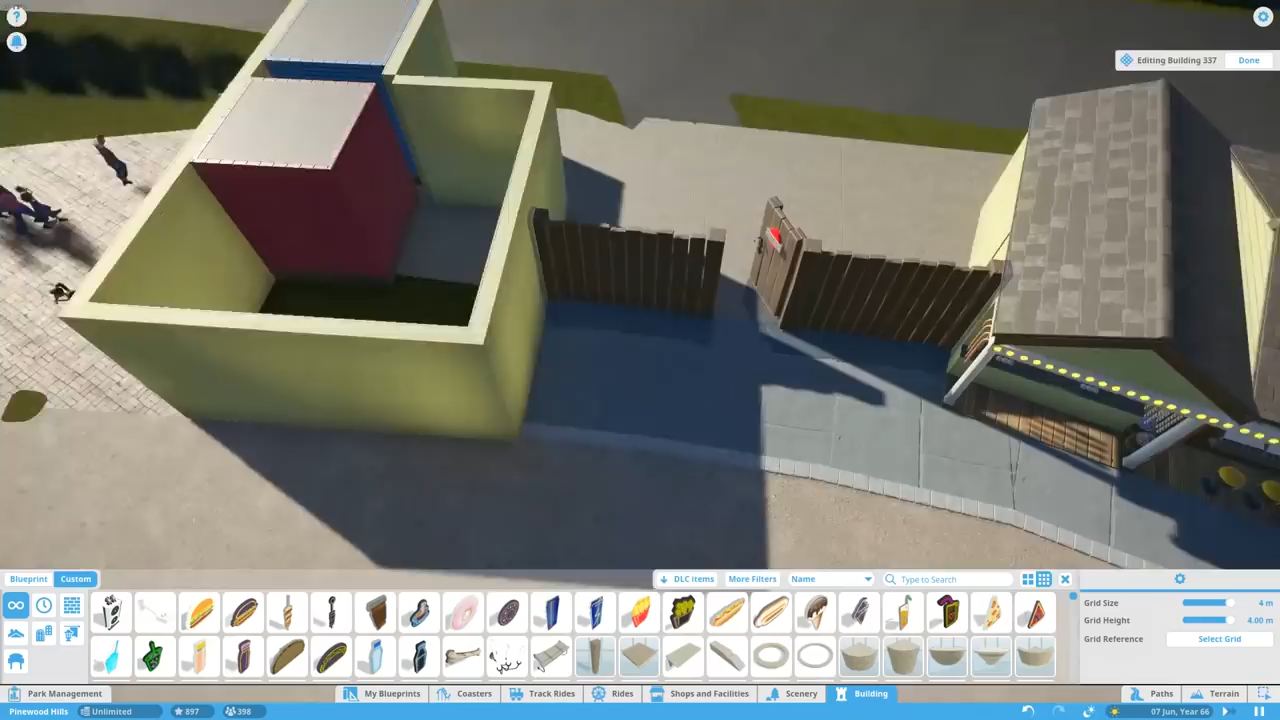 ?
Editing Building 337
Done
Blueprint
Custom
DLC items
More Filters
Name
Type to Search
Grid Size
4 m
Grid Height
4.00 m
Grid Reference
Select Grid
Park Management
My Blueprints
Coasters
Track Rides
Rides
Shops and Facilities
Scenery
Building
Paths
Terrain
Pinewood Hills
Unlimited
897
398
07 Jun, Year 66